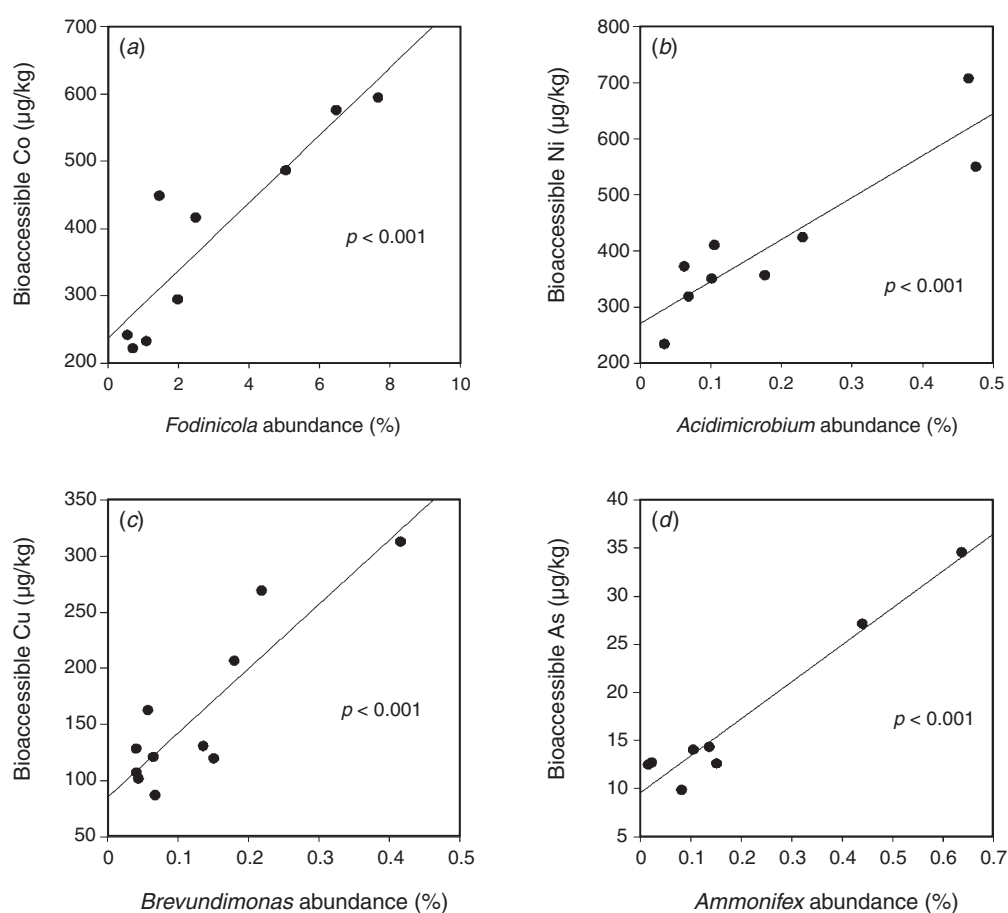 (a)
Bioaccessible Co (µg/kg)
700
600
500
400
300
200
p < 0.001
0 2 4 6 8 10
Fodinicola abundance (%)
(b)
Bioaccessible Ni (µg/kg)
800
700
600
500
400
300
200
p < 0.001
0 0.1 0.2 0.3 0.4 0.5
Acidimicrobium abundance (%)
(c)
Bioaccessible Cu (µg/kg)
350
300
250
200
150
100
50
p < 0.001
0 0.1 0.2 0.3 0.4 0.5
Brevundimonas abundance (%)
(d)
Bioaccessible As (µg/kg)
40
35
30
25
20
15
10
5
p < 0.001
0 0.1 0.2 0.3 0.4 0.5 0.6 0.7
Ammonifex abundance (%)